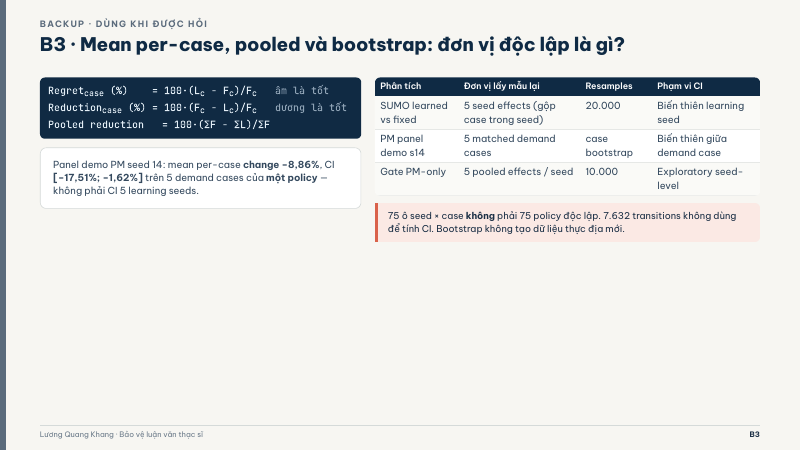 BACKUP · DÙNG KHI ĐƯỢC HỎI
B3 · Mean per-case, pooled và bootstrap: đơn vị độc lập là gì?
Regretcase (%) = 100·(Lc − Fc)/Fc âm là tốt
Reductioncase (%) = 100·(Fc − Lc)/Fc dương là tốt
Pooled reduction = 100·(ΣF − ΣL)/ΣF
Panel demo PM seed 14: mean per-case change −8,86%, CI
[−17,51%; −1,62%] trên 5 demand cases của một policy —
không phải CI 5 learning seeds.
Phân tích Đơn vị lấy mẫu lại Resamples Phạm vi CI
SUMO learned vs fixed 5 seed effects (gộp case trong seed) 20.000 Biến thiên learning seed
PM panel demo s14 5 matched demand cases case bootstrap Biến thiên giữa demand case
Gate PM-only 5 pooled effects / seed 10.000 Exploratory seed-level
75 ô seed × case không phải 75 policy độc lập. 7.632 transitions không dùng
để tính CI. Bootstrap không tạo dữ liệu thực địa mới.
Lương Quang Khang · Bảo vệ luận văn thạc sĩ
B3